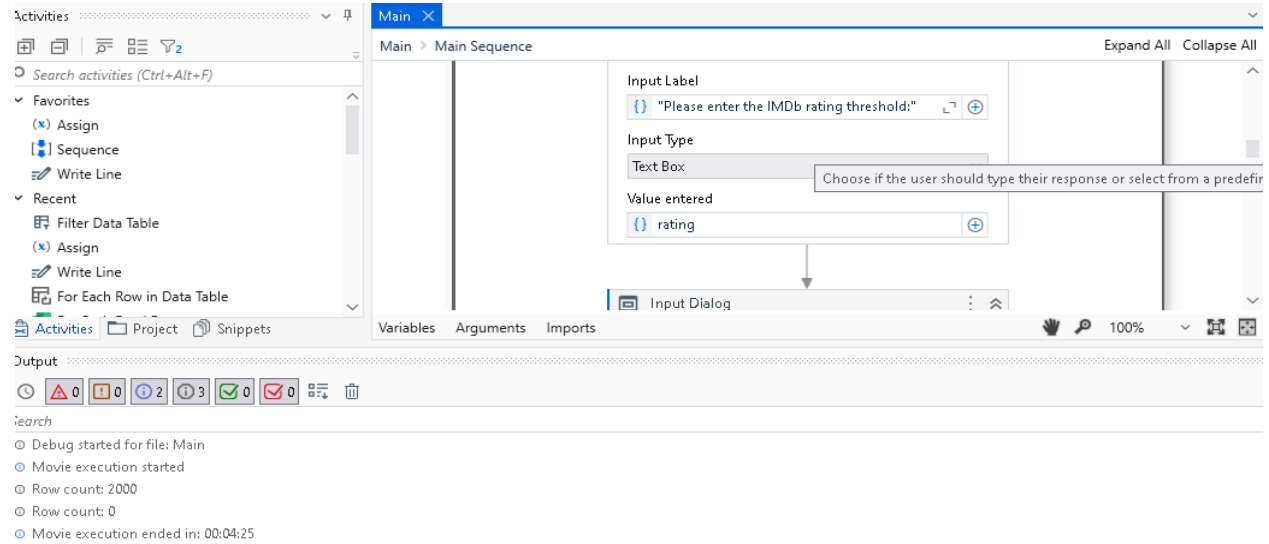 Activities
Main
2
Main > Main Sequence
Expand All Collapse All
Search activities (Ctrl+Alt+F)
Favorites
(x) Assign
Sequence
Write Line
Recent
Filter Data Table
(x) Assign
Write Line
For Each Row in Data Table
Input Label
{} "Please enter the IMDb rating threshold:"
Input Type
Text Box
Choose if the user should type their response or select from a predefin
Value entered
{} rating
Input Dialog
Activities Project Snippets
Variables Arguments Imports
100%
Output
0 0 2 3 0 0
Search
Debug started for file: Main
Movie execution started
Row count: 2000
Row count: 0
Movie execution ended in: 00:04:25